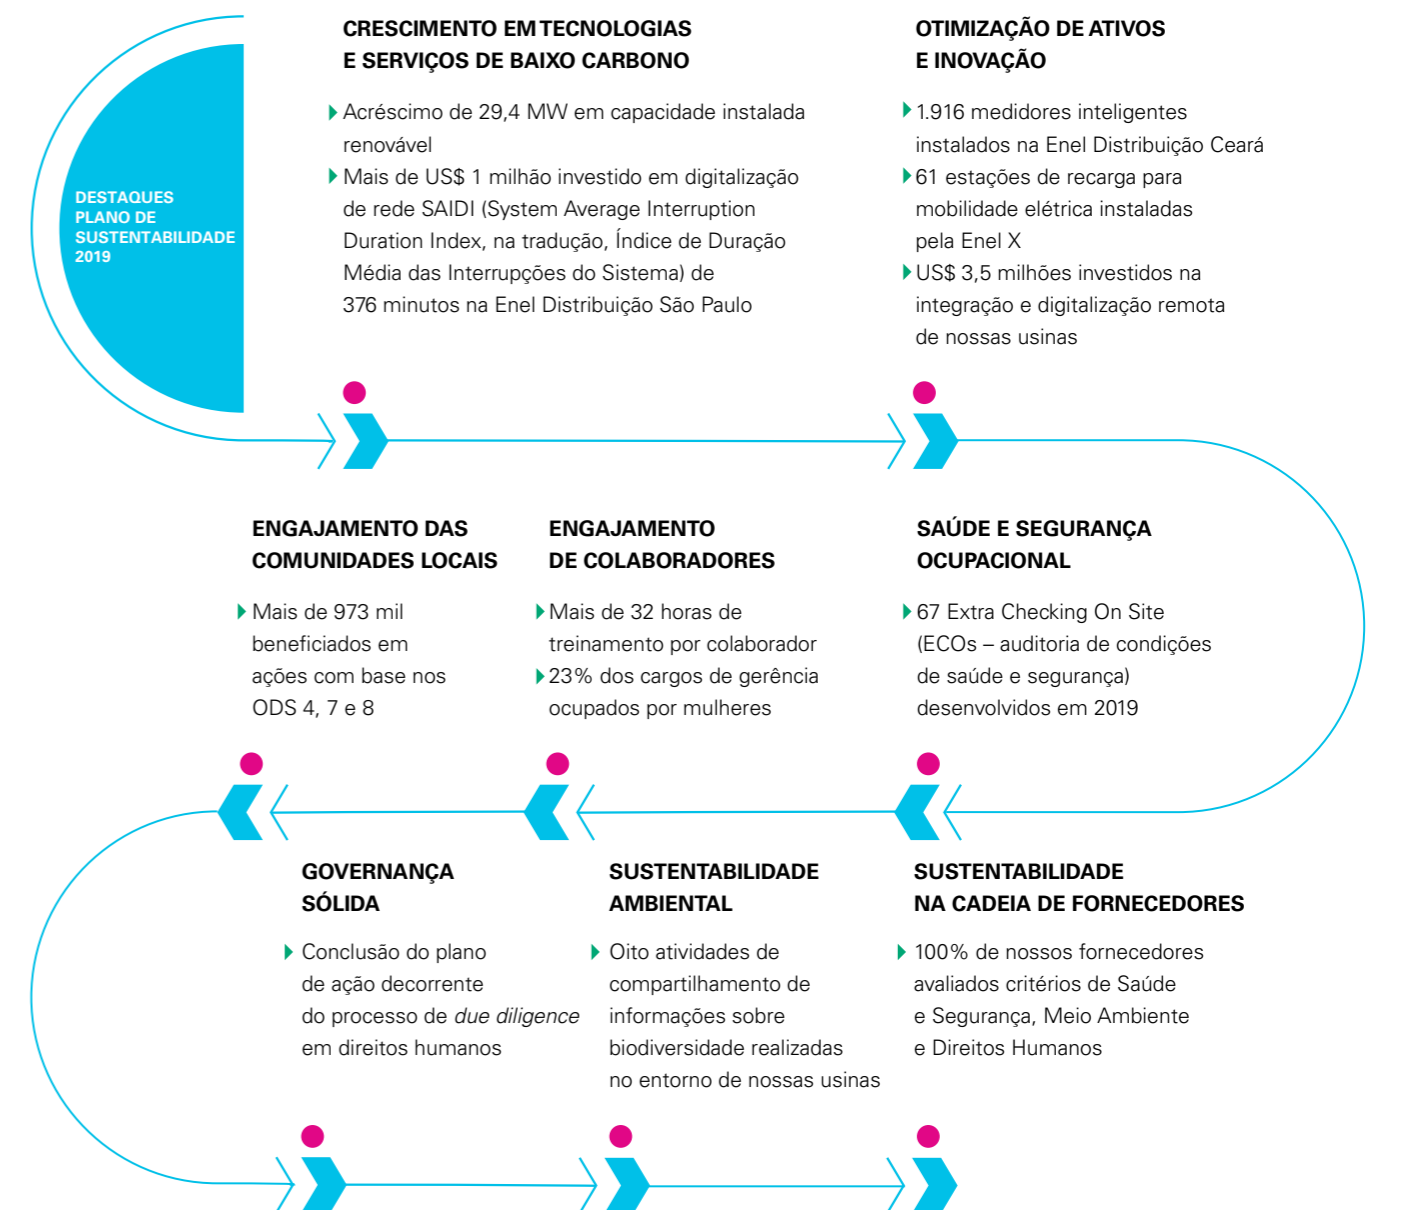 DESTAQUES
PLANO DE
SUSTENTABILIDADE
2019
CRESCIMENTO EM TECNOLOGIAS
E SERVIÇOS DE BAIXO CARBONO
Acréscimo de 29,4 MW em capacidade instalada
renovável
Mais de US$ 1 milhão investido em digitalização
de rede SAIDI (System Average Interruption
Duration Index, na tradução, Índice de Duração
Média das Interrupções do Sistema) de
376 minutos na Enel Distribuição São Paulo
OTIMIZAÇÃO DE ATIVOS
E INOVAÇÃO
1.916 medidores inteligentes
instalados na Enel Distribuição Ceará
61 estações de recarga para
mobilidade elétrica instaladas
pela Enel X
US$ 3,5 milhões investidos na
integração e digitalização remota
de nossas usinas
SAÚDE E SEGURANÇA
OCUPACIONAL
67 Extra Checking On Site
(ECOs – auditoria de condições
de saúde e segurança)
desenvolvidos em 2019
ENGAJAMENTO
DE COLABORADORES
Mais de 32 horas de
treinamento por colaborador
23% dos cargos de gerência
ocupados por mulheres
ENGAJAMENTO DAS
COMUNIDADES LOCAIS
Mais de 973 mil
beneficiados em
ações com base nos
ODS 4, 7 e 8
GOVERNANÇA
SÓLIDA
Conclusão do plano
de ação decorrente
do processo de due diligence
em direitos humanos
SUSTENTABILIDADE
AMBIENTAL
Oito atividades de
compartilhamento de
informações sobre
biodiversidade realizadas
no entorno de nossas usinas
SUSTENTABILIDADE
NA CADEIA DE FORNECEDORES
100% de nossos fornecedores
avaliados critérios de Saúde
e Segurança, Meio Ambiente
e Direitos Humanos